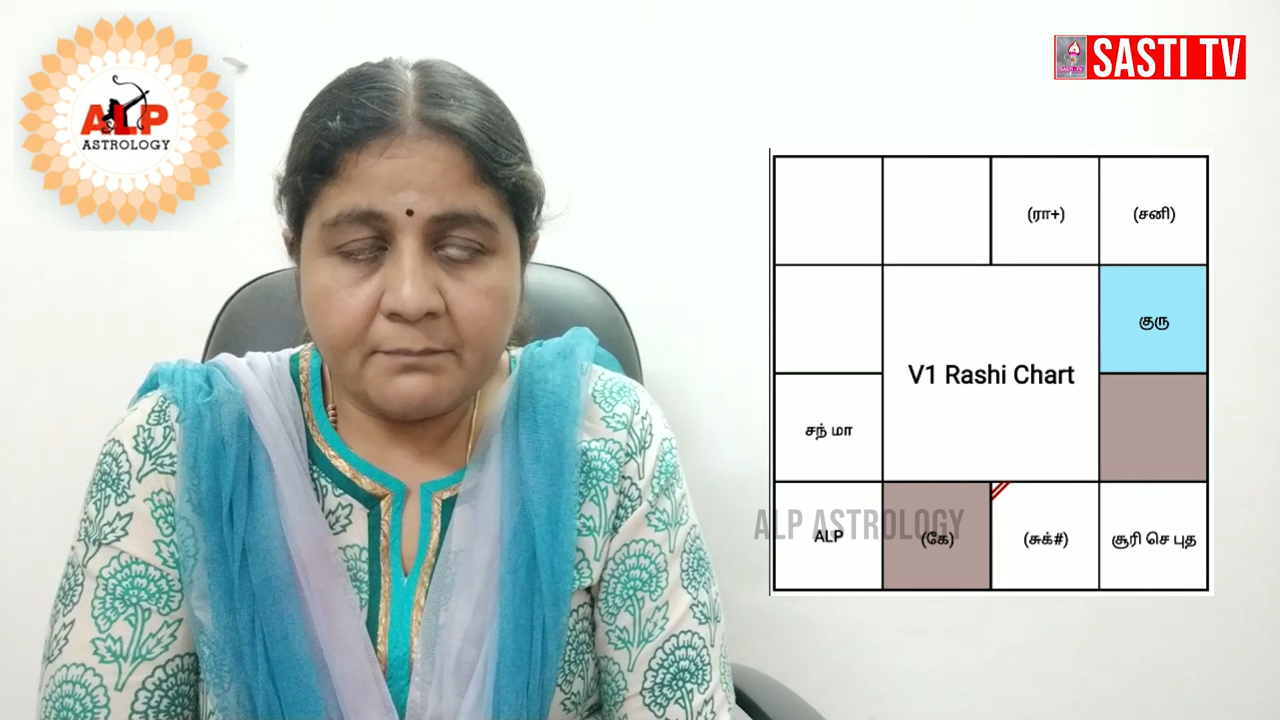 ALP
ASTROLOGY
SASTI TV
(ரா+)
(சனி)
குரு
V1 Rashi Chart
சந் மா
ALP ASTROLOGY
ALP
(கே)
(சுக்#)
சூரி செ புத